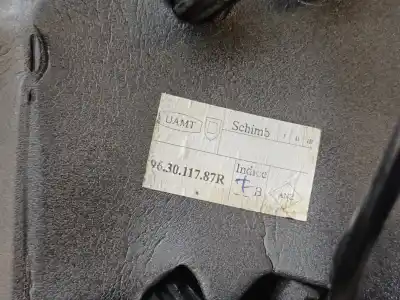 UAMT
Schimb
96.30.117.87R
Indice
B